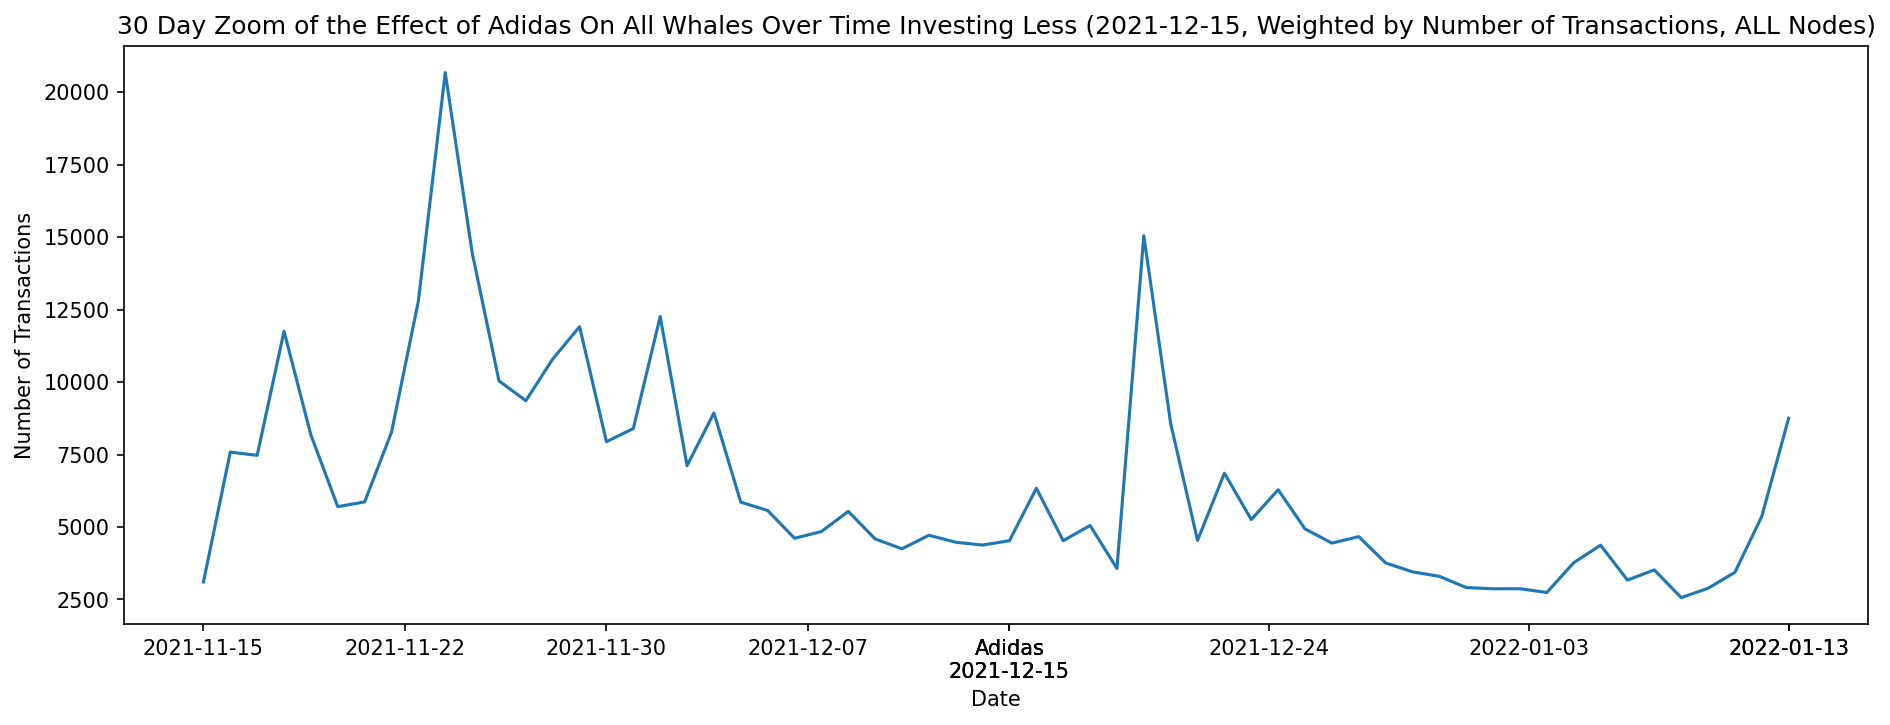 30 Day Zoom of the Effect of Adidas On All Whales Over Time Investing Less (2021-12-15, Weighted by Number of Transactions, ALL Nodes)
Number of Transactions
20000
17500
15000
12500
10000
7500
5000
2500
2021-11-15 2021-11-22 2021-11-30 2021-12-07 Adidas 2021-12-24 2022-01-03 2022-01-13
2021-12-15
Date